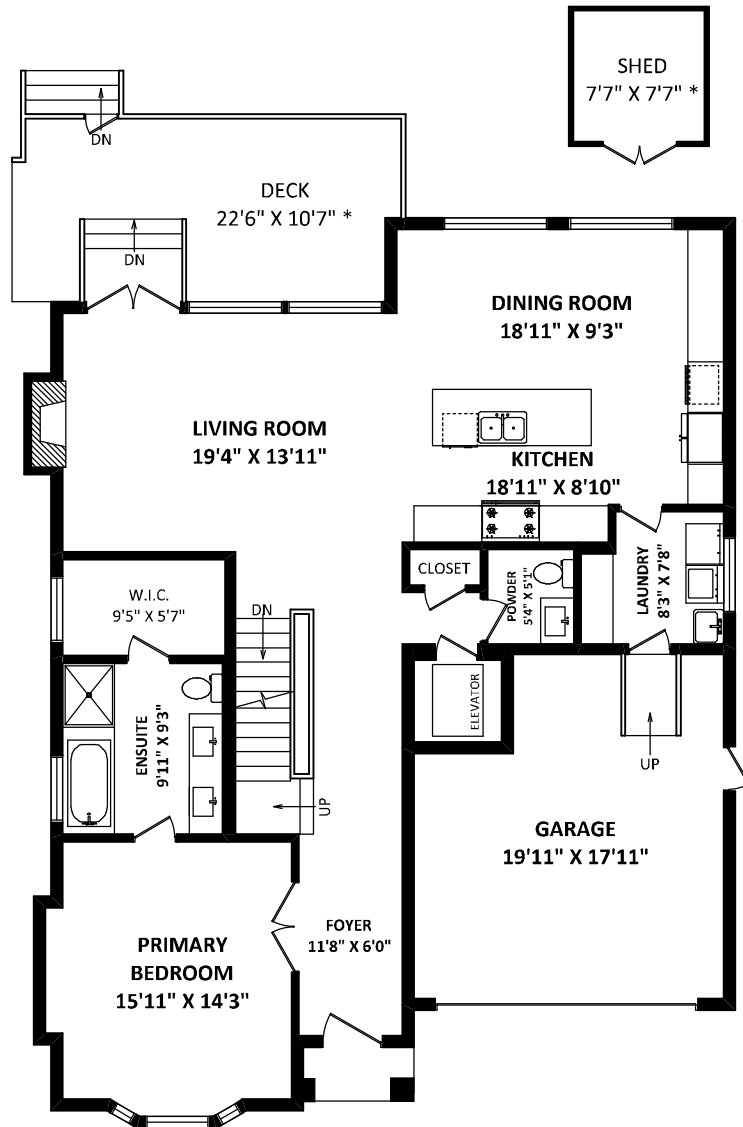 SHED
7'7" X 7'7" *
DN
DECK
22'6" X 10'7" *
DN
DINING ROOM
18'11" X 9'3"
LIVING ROOM
19'4" X 13'11"
KITCHEN
18'11" X 8'10"
CLOSET
POWDER
5'4" X 5'1"
LAUNDRY
8'3" X 7'8"
W.I.C.
9'5" X 5'7"
DN
ELEVATOR
ENSUITE
9'11" X 9'3"
UP
UP
GARAGE
19'11" X 17'11"
FOYER
11'8" X 6'0"
PRIMARY
BEDROOM
15'11" X 14'3"